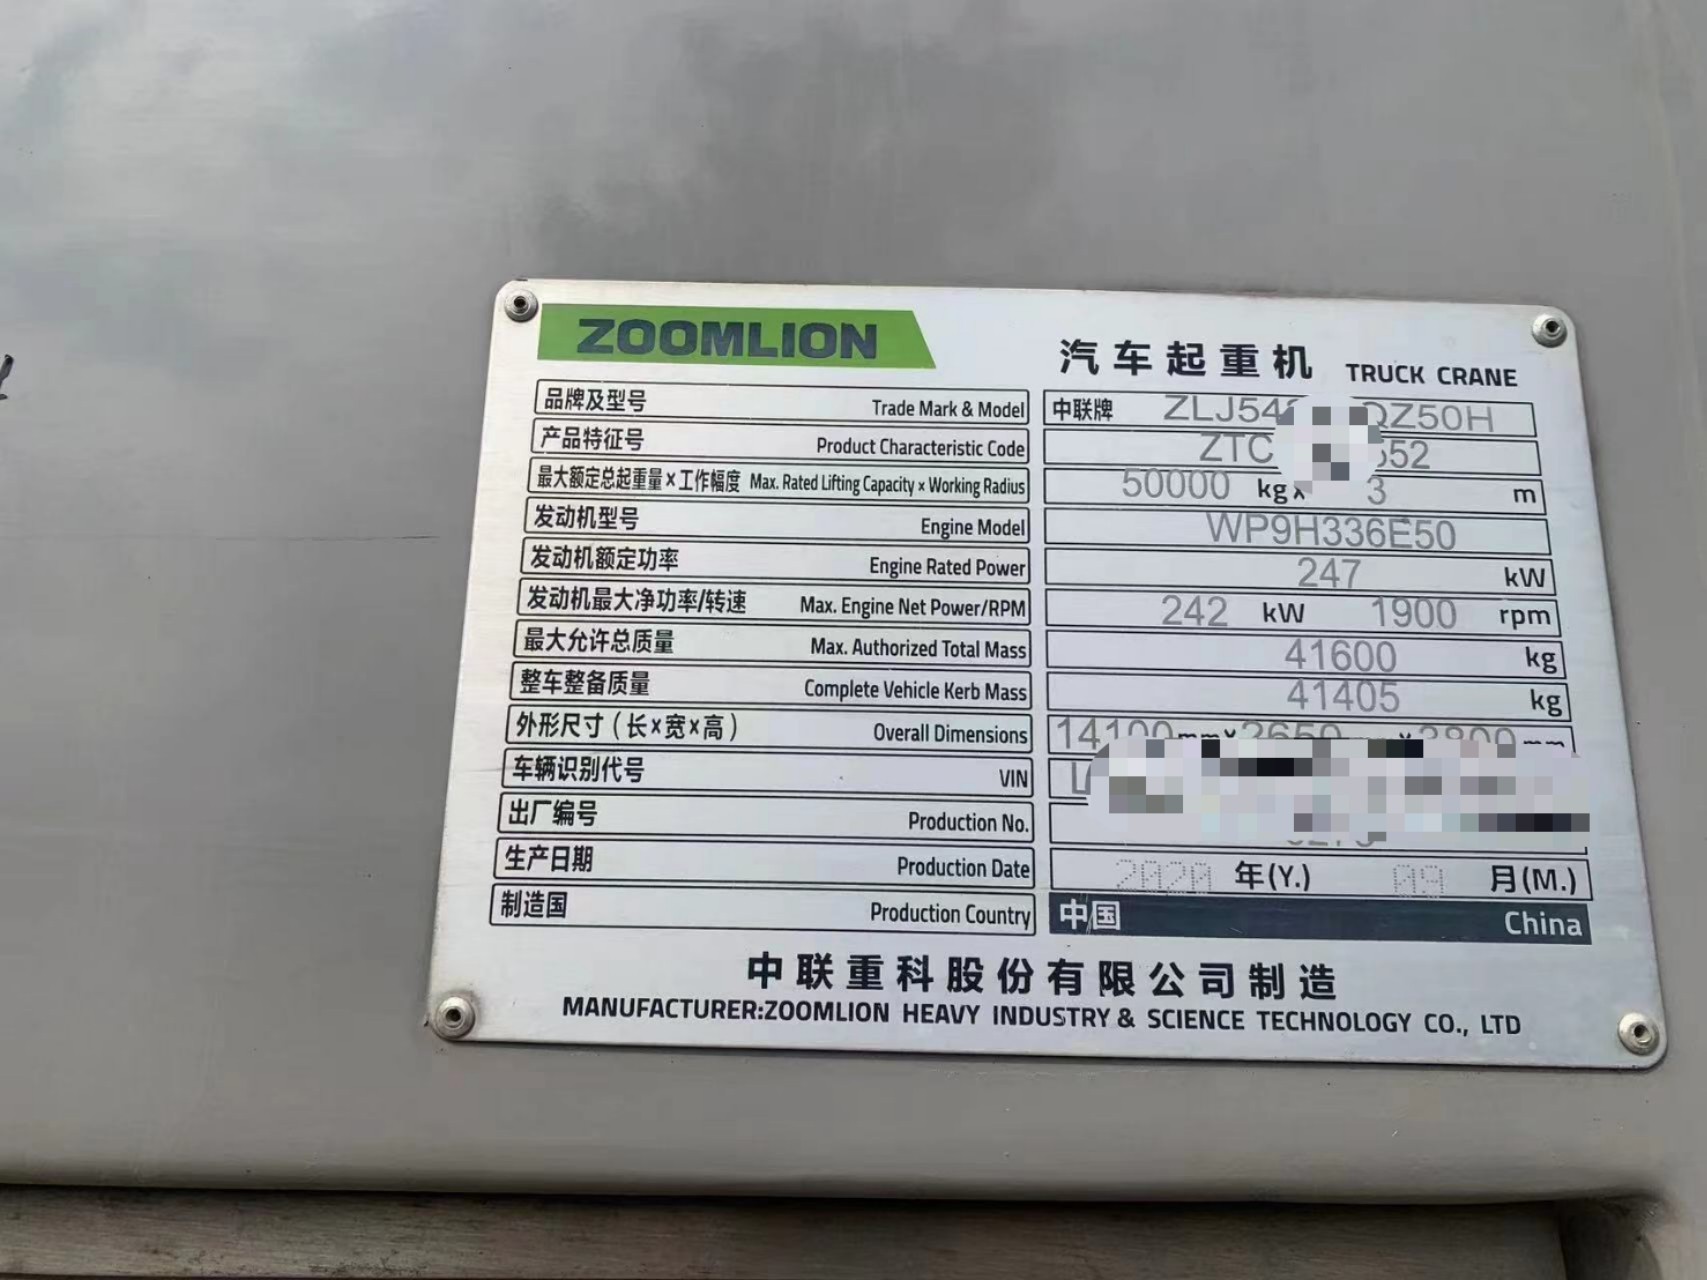 ZOOMLION
汽车起重机 TRUCK CRANE
品牌及型号 Trade Mark & Model 中联牌
产品特征号 Product Characteristic Code
最大额定总起重量×工作幅度 Max. Rated Lifting Capacity × Working Radius 50000 kg x 3 m
发动机型号 Engine Model WP9H336E50
发动机额定功率 Engine Rated Power 247 kW
发动机最大净功率/转速 Max. Engine Net Power/RPM 242 kW 1900 rpm
最大允许总质量 Max. Authorized Total Mass 41600 kg
整车整备质量 Complete Vehicle Kerb Mass 41405 kg
外形尺寸(长×宽×高) Overall Dimensions 14100 mm×
车辆识别代号 VIN
出厂编号 Production No.
生产日期 Production Date 2020 年(Y.) 09 月(M.)
制造国 Production Country 中国 China
中联重科股份有限公司制造
MANUFACTURER:ZOOMLION HEAVY INDUSTRY & SCIENCE TECHNOLOGY CO., LTD